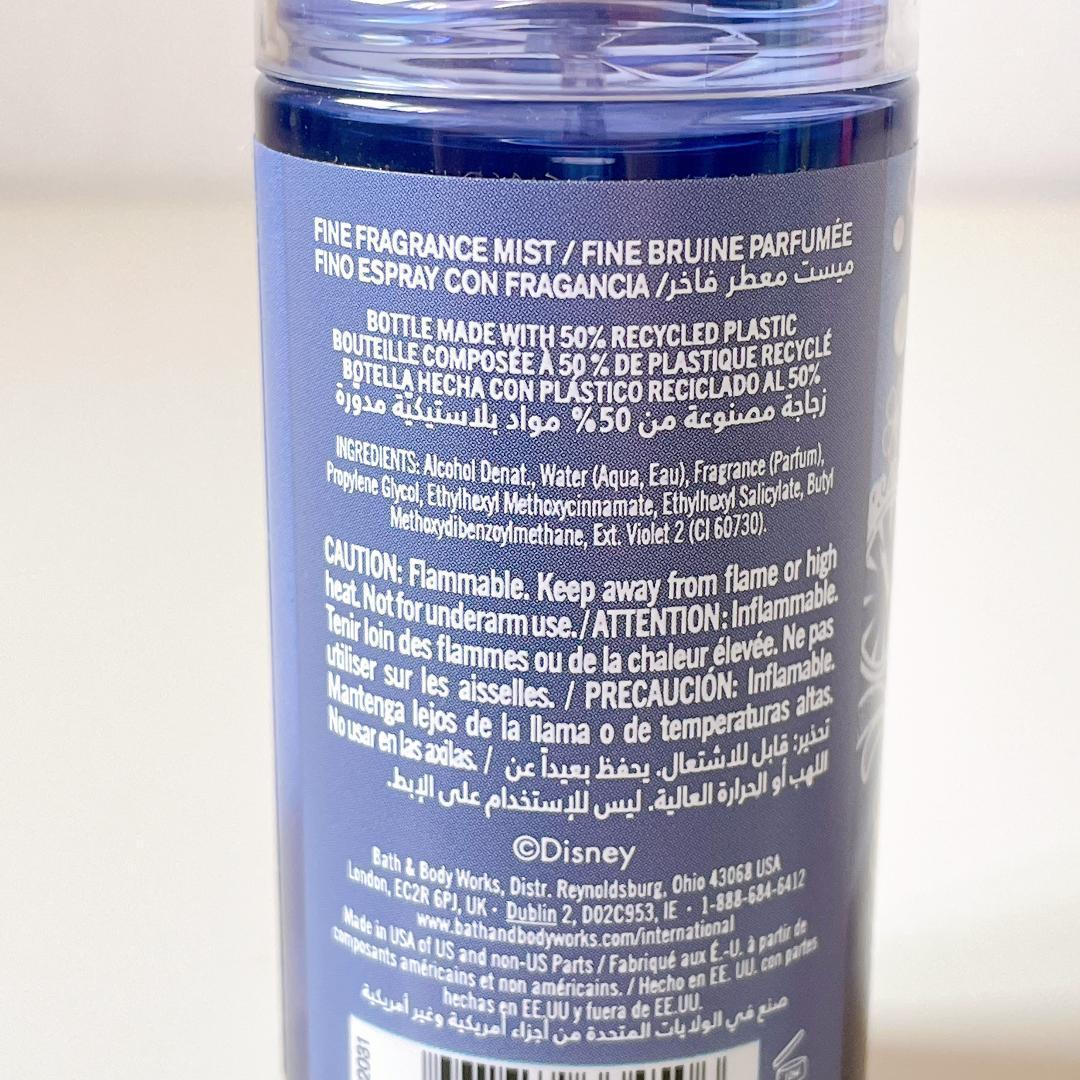 FINE FRAGRANCE MIST / FINE BRUINE PARFUMÉE
FINO ESPRAY CON FRAGANCIA / ميست معطر فاخر
BOTTLE MADE WITH 50% RECYCLED PLASTIC
BOUTEILLE COMPOSÉE À 50 % DE PLASTIQUE RECYCLÉ
BOTELLA HECHA CON PLÁSTICO RECICLADO AL 50%
زجاجة مصنوعة من 50% مواد بلاستيكيّة مدوّرة
INGREDIENTS: Alcohol Denat., Water (Aqua, Eau), Fragrance (Parfum),
Propylene Glycol, Ethylhexyl Methoxycinnamate, Ethylhexyl Salicylate, Butyl
Methoxydibenzoylmethane, Ext. Violet 2 (CI 60730).
CAUTION: Flammable. Keep away from flame or high
heat. Not for underarm use. / ATTENTION: Inflammable.
Tenir loin des flammes ou de la chaleur élevée. Ne pas
utiliser sur les aisselles. / PRECAUCIÓN: Inflamable.
Mantenga lejos de la llama o de temperaturas altas.
No usar en las axilas. / تحذير: قابل للاشتعال. يحفظ بعيداً عن
اللهب أو الحرارة العالية. ليس للإستخدام على الإبط.
©Disney
Bath & Body Works, Distr. Reynoldsburg, Ohio 43068 USA
London, EC2R 6PJ, UK • Dublin 2, D02C953, IE • 1-888-684-6412
www.bathandbodyworks.com/international
Made in USA of US and non-US Parts / Fabriqué aux É.-U. à partir de
composants américains et non américains. / Hecho en EE. UU. con partes
hechas en EE.UU y fuera de EE.UU.
صنع في الولايات المتحدة من أجزاء أمريكية وغير أمريكية
2031